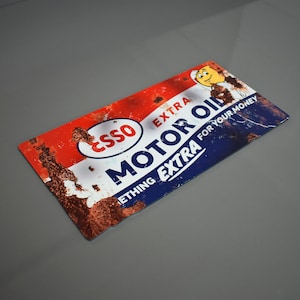 Esso
EXTRA
MOTOR OIL
ETHING EXTRA FOR YOUR MONEY